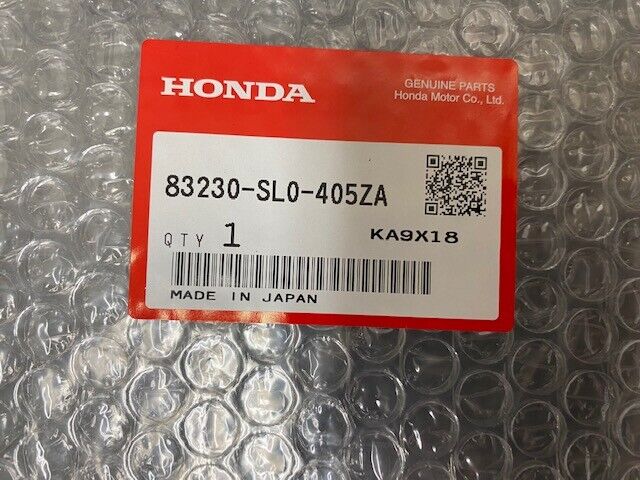 HONDA
GENUINE PARTS
Honda Motor Co., Ltd.
83230-SL0-405ZA
QTY 1
KA9X18
MADE IN JAPAN